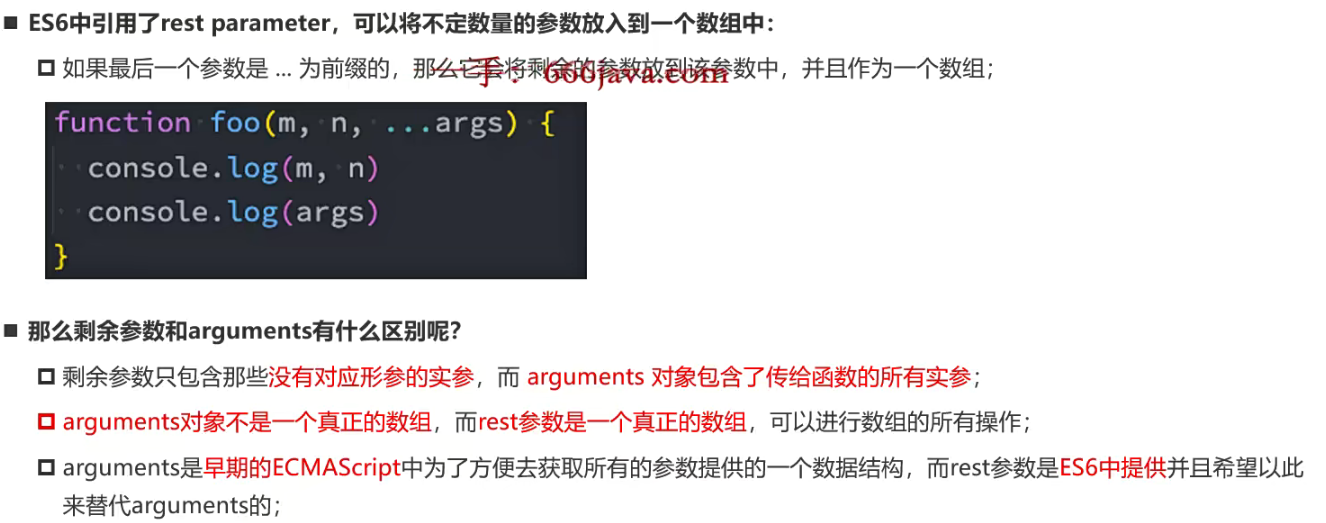 ES6中引用了rest parameter，可以将不定数量的参数放入到一个数组中：
如果最后一个参数是 ... 为前缀的，那么它会将剩余的参数放到该参数中，并且作为一个数组；
一手：666java.com
function foo(m, n, ...args) {
console.log(m, n)
console.log(args)
}
那么剩余参数和arguments有什么区别呢？
剩余参数只包含那些没有对应形参的实参，而 arguments 对象包含了传给函数的所有实参；
arguments对象不是一个真正的数组，而rest参数是一个真正的数组，可以进行数组的所有操作；
arguments是早期的ECMAScript中为了方便去获取所有的参数提供的一个数据结构，而rest参数是ES6中提供并且希望以此
来替代arguments的；